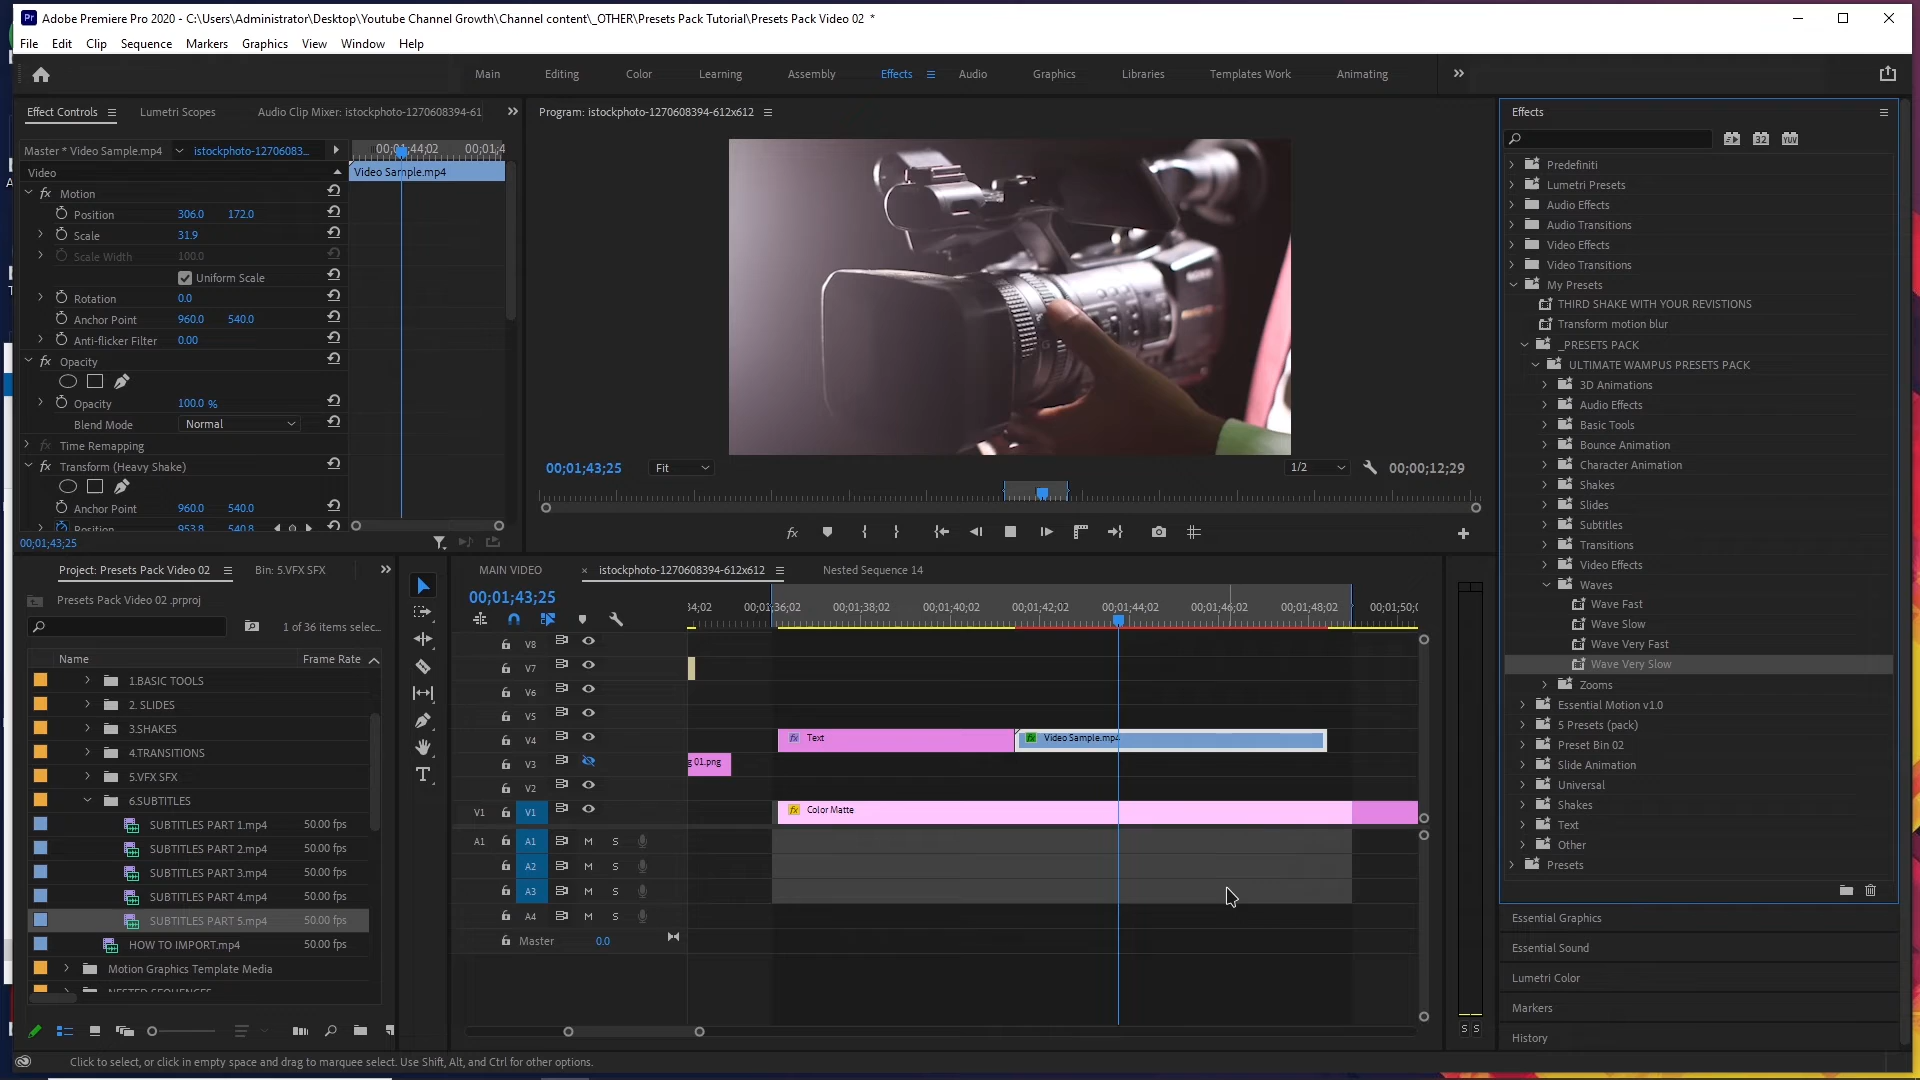 Adobe Premiere Pro 2020 - C:\Users\Administrator\Desktop\Youtube Channel Growth\Channel content\_OTHER\Presets Pack Tutorial\Presets Pack Video 02 *
File Edit Clip Sequence Markers Graphics View Window Help
Main Editing Color Learning Assembly Effects Audio Graphics Libraries Templates Work Animating
Effect Controls Lumetri Scopes Audio Clip Mixer: istockphoto-1270608394-61
Master * Video Sample.mp4 istockphoto-12706083...
00;01;44;02 00;01;4
Video
Video Sample.mp4
Motion
Position 306.0 172.0
Scale 31.9
Scale Width 100.0
Uniform Scale
Rotation 0.0
Anchor Point 960.0 540.0
Anti-flicker Filter 0.00
Opacity
Opacity 100.0 %
Blend Mode Normal
Time Remapping
Transform (Heavy Shake)
Anchor Point 960.0 540.0
Position 953.8 540.8
00;01;43;25
Program: istockphoto-1270608394-612x612
00;01;43;25 Fit 1/2 00;00;12;29
Effects
Predefiniti
Lumetri Presets
Audio Effects
Audio Transitions
Video Effects
Video Transitions
My Presets
THIRD SHAKE WITH YOUR REVISTIONS
Transform motion blur
_PRESETS PACK
ULTIMATE WAMPUS PRESETS PACK
3D Animations
Audio Effects
Basic Tools
Bounce Animation
Character Animation
Shakes
Slides
Subtitles
Transitions
Video Effects
Waves
Wave Fast
Wave Slow
Wave Very Fast
Wave Very Slow
Zooms
Essential Motion v1.0
5 Presets (pack)
Preset Bin 02
Slide Animation
Universal
Shakes
Text
Other
Presets
Essential Graphics
Essential Sound
Lumetri Color
Markers
History
Project: Presets Pack Video 02 Bin: 5.VFX SFX
Presets Pack Video 02 .prproj
1 of 36 items selec...
Name Frame Rate
1.BASIC TOOLS
2. SLIDES
3.SHAKES
4.TRANSITIONS
5.VFX SFX
6.SUBTITLES
SUBTITLES PART 1.mp4 50.00 fps
SUBTITLES PART 2.mp4 50.00 fps
SUBTITLES PART 3.mp4 50.00 fps
SUBTITLES PART 4.mp4 50.00 fps
SUBTITLES PART 5.mp4 50.00 fps
HOW TO IMPORT.mp4 50.00 fps
Motion Graphics Template Media
NESTED SEQUENCES
MAIN VIDEO istockphoto-1270608394-612x612 Nested Sequence 14
00;01;43;25
34;02 00;01;36;02 00;01;38;02 00;01;40;02 00;01;42;02 00;01;44;02 00;01;46;02 00;01;48;02 00;01;50;0
V8
V7
V6
V5
V4 Text Video Sample.mp4
V3 g 01.png
V2
V1 V1 Color Matte
A1 A1 M S
A2 M S
A3 M S
A4 M S
Master 0.0
S S
Click to select, or click in empty space and drag to marquee select. Use Shift, Alt, and Ctrl for other options.